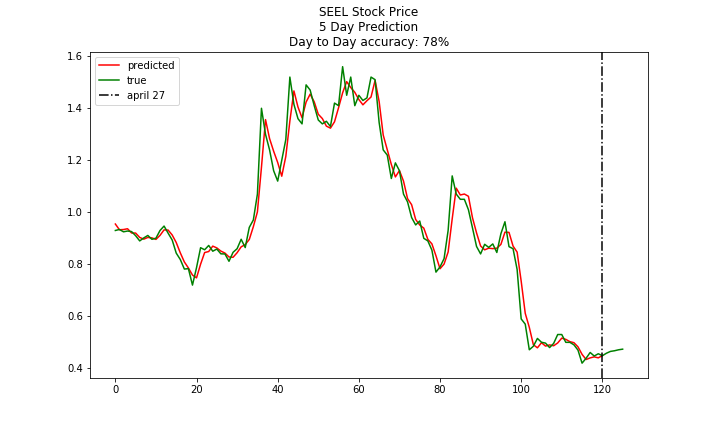 SEEL Stock Price
5 Day Prediction
Day to Day accuracy: 78%
predicted
true
april 27
1.6
1.4
1.2
1.0
0.8
0.6
0.4
0 20 40 60 80 100 120